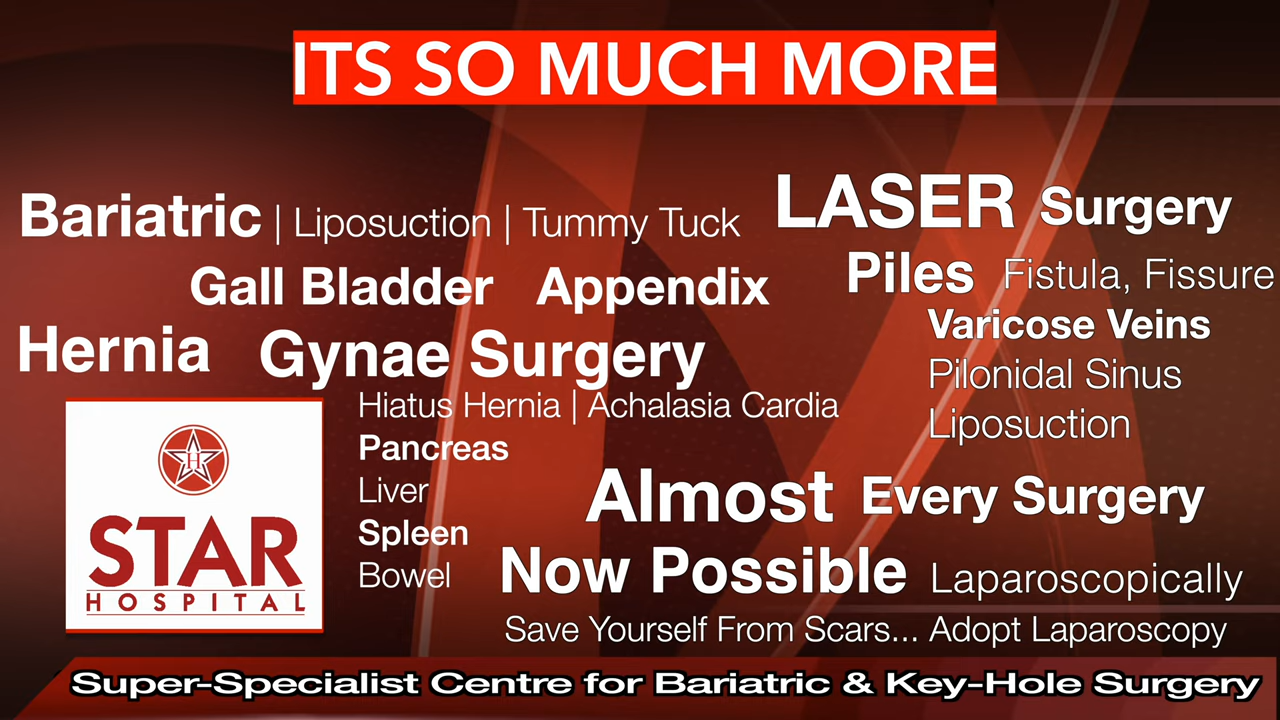 ITS SO MUCH MORE
Bariatric | Liposuction | Tummy Tuck
Gall Bladder Appendix
Hernia Gynae Surgery
Hiatus Hernia | Achalasia Cardia
Pancreas
Liver
Spleen
Bowel
LASER Surgery
Piles Fistula, Fissure
Varicose Veins
Pilonidal Sinus
Liposuction
Almost Every Surgery
Now Possible Laparoscopically
Save Yourself From Scars... Adopt Laparoscopy
H
STAR
HOSPITAL
Super-Specialist Centre for Bariatric & Key-Hole Surgery